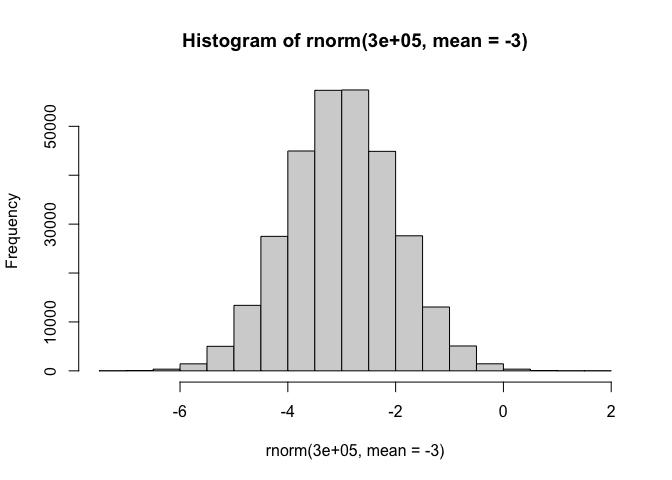 Histogram of rnorm(3e+05, mean = -3)
Frequency
50000
30000
10000
0
-6 -4 -2 0 2
rnorm(3e+05, mean = -3)